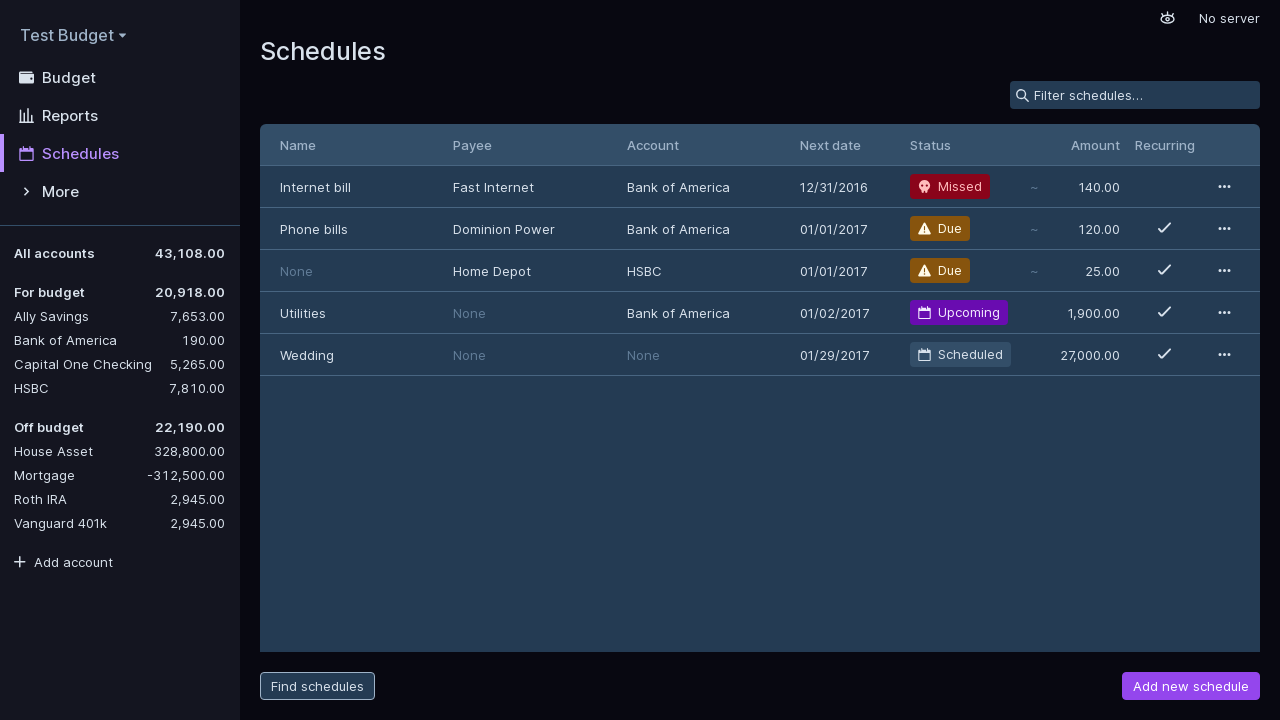 Test Budget
Budget
Reports
Schedules
More
All accounts 43,108.00
For budget 20,918.00
Ally Savings 7,653.00
Bank of America 190.00
Capital One Checking 5,265.00
HSBC 7,810.00
Off budget 22,190.00
House Asset 328,800.00
Mortgage -312,500.00
Roth IRA 2,945.00
Vanguard 401k 2,945.00
Add account
No server
Schedules
Filter schedules…
Name Payee Account Next date Status Amount Recurring
Internet bill Fast Internet Bank of America 12/31/2016 Missed ~ 140.00
Phone bills Dominion Power Bank of America 01/01/2017 Due ~ 120.00
None Home Depot HSBC 01/01/2017 Due ~ 25.00
Utilities None Bank of America 01/02/2017 Upcoming 1,900.00
Wedding None None 01/29/2017 Scheduled 27,000.00
Find schedules
Add new schedule